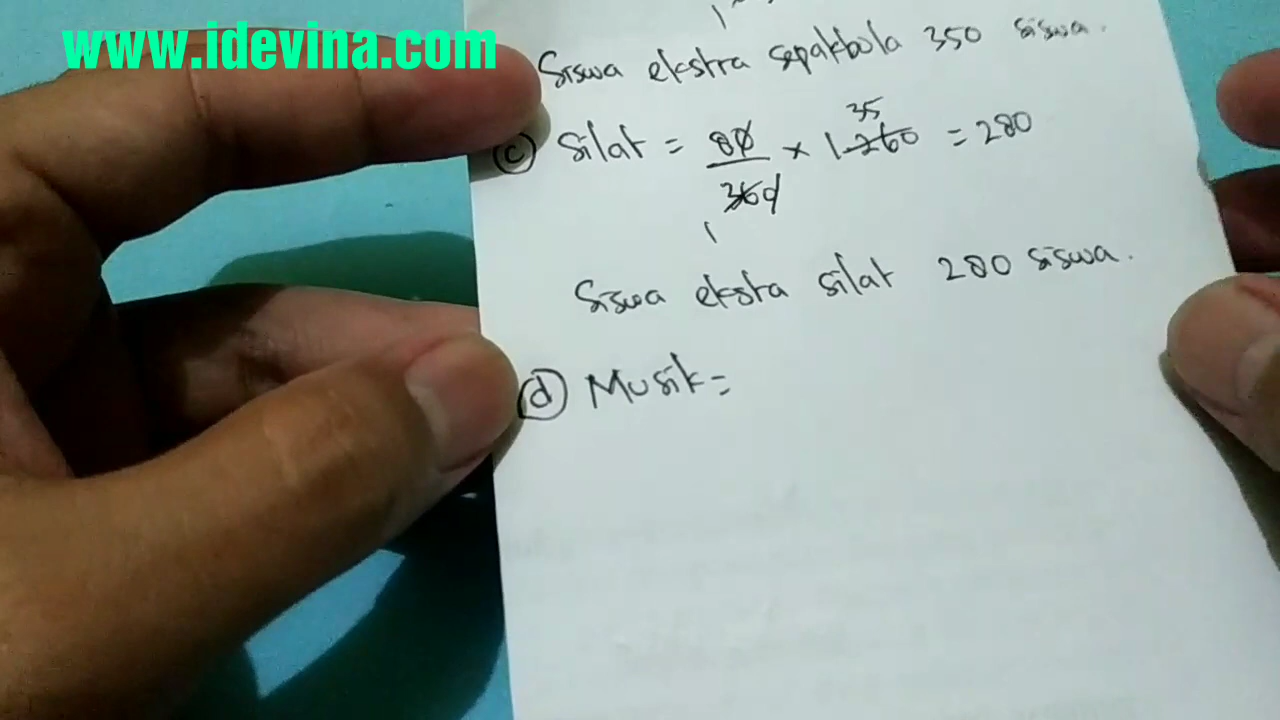 www.idevina.com
Siswa ekstra sepakbola 350 siswa.
35
(c) Silat = 80/360 x 1.260 = 280
1
Siswa ekstra silat 280 siswa.
(d) Musik =